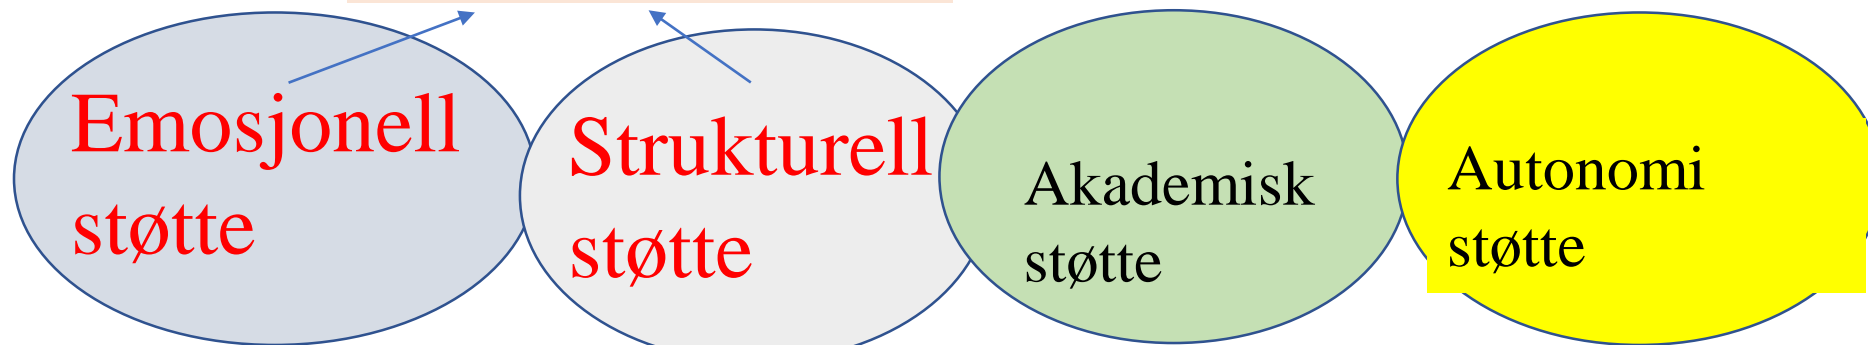 Emosjonell
støtte
Strukturell
støtte
Akademisk
støtte
Autonomi
støtte